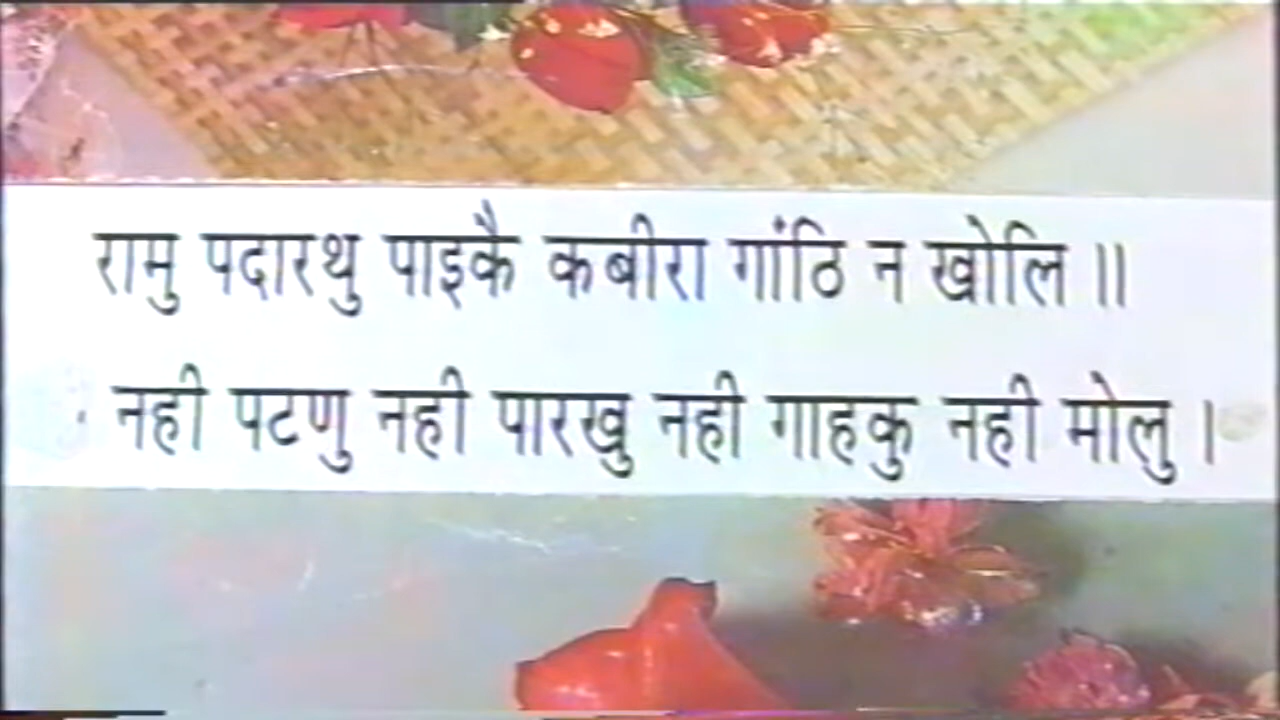 रामु पदारथु पाइकै कबीरा गांठि न खोलि ॥
नही पटणु नही पारखु नही गाहकु नही मोलु ।